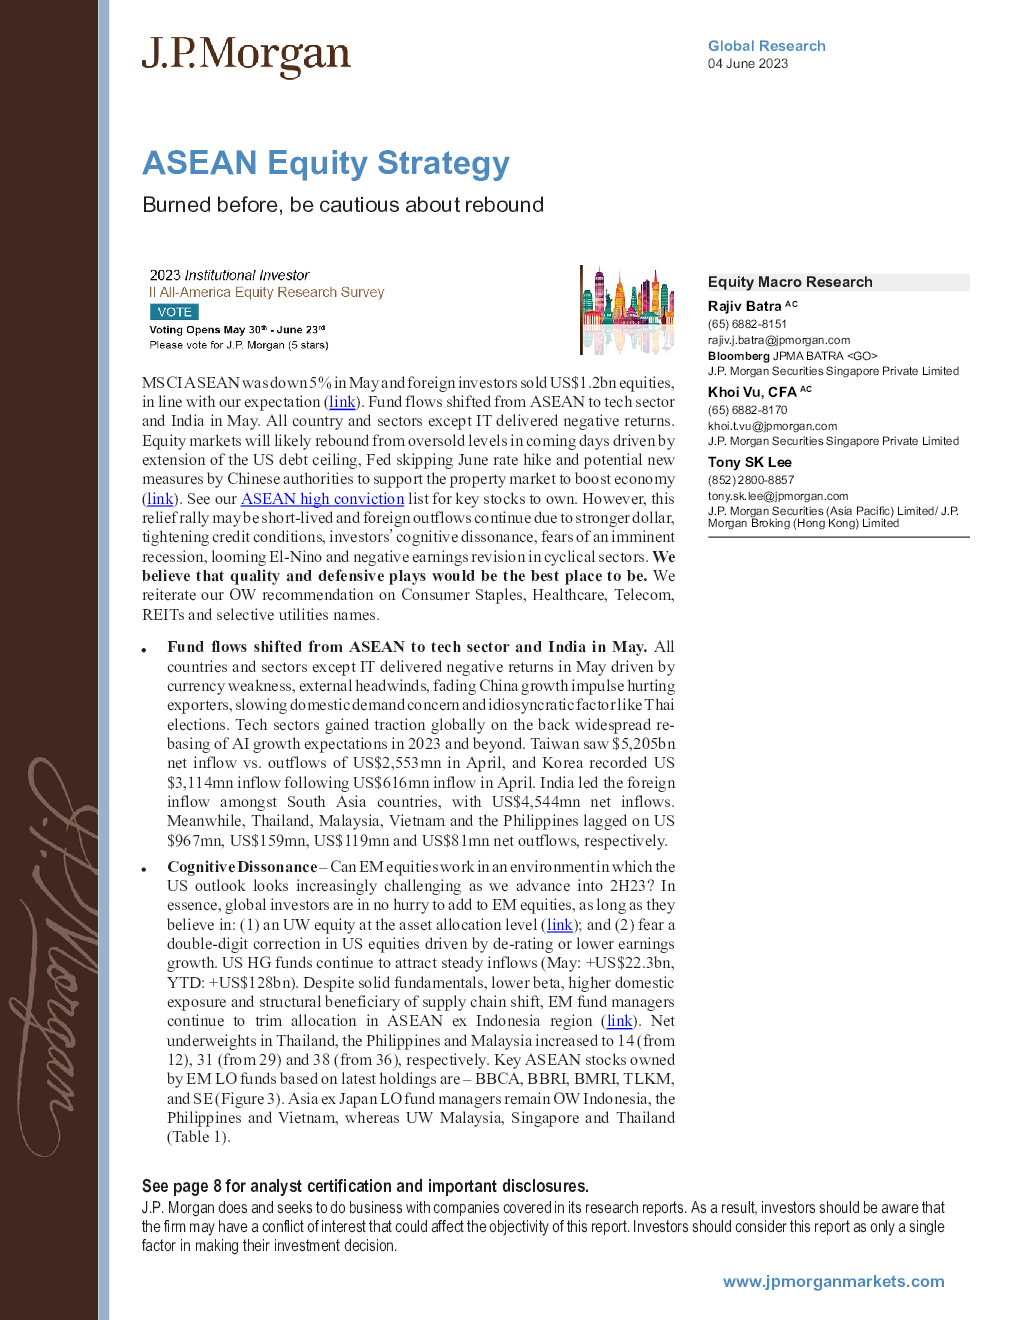 J.P.Morgan
Global Research
04 June 2023
ASEAN Equity Strategy
Burned before, be cautious about rebound
2023 Institutional Investor
II All-America Equity Research Survey
VOTE
Voting Opens May 30th - June 23rd
Please vote for J.P. Morgan (5 stars)
MSCI ASEAN was down 5% in May and foreign investors sold US$1.2bn equities,
in line with our expectation (link). Fund flows shifted from ASEAN to tech sector
and India in May. All country and sectors except IT delivered negative returns.
Equity markets will likely rebound from oversold levels in coming days driven by
extension of the US debt ceiling, Fed skipping June rate hike and potential new
measures by Chinese authorities to support the property market to boost economy
(link). See our ASEAN high conviction list for key stocks to own. However, this
relief rally may be short-lived and foreign outflows continue due to stronger dollar,
tightening credit conditions, investors' cognitive dissonance, fears of an imminent
recession, looming El-Nino and negative earnings revision in cyclical sectors. We
believe that quality and defensive plays would be the best place to be. We
reiterate our OW recommendation on Consumer Staples, Healthcare, Telecom,
REITs and selective utilities names.
• Fund flows shifted from ASEAN to tech sector and India in May. All
countries and sectors except IT delivered negative returns in May driven by
currency weakness, external headwinds, fading China growth impulse hurting
exporters, slowing domestic demand concern and idiosyncratic factor like Thai
elections. Tech sectors gained traction globally on the back widespread re-
basing of AI growth expectations in 2023 and beyond. Taiwan saw $5,205bn
net inflow vs. outflows of US$2,553mn in April, and Korea recorded US
$3,114mn inflow following US$616mn inflow in April. India led the foreign
inflow amongst South Asia countries, with US$4,544mn net inflows.
Meanwhile, Thailand, Malaysia, Vietnam and the Philippines lagged on US
$967mn, US$159mn, US$119mn and US$81mn net outflows, respectively.
• Cognitive Dissonance – Can EM equities work in an environment in which the
US outlook looks increasingly challenging as we advance into 2H23? In
essence, global investors are in no hurry to add to EM equities, as long as they
believe in: (1) an UW equity at the asset allocation level (link); and (2) fear a
double-digit correction in US equities driven by de-rating or lower earnings
growth. US HG funds continue to attract steady inflows (May: +US$22.3bn,
YTD: +US$128bn). Despite solid fundamentals, lower beta, higher domestic
exposure and structural beneficiary of supply chain shift, EM fund managers
continue to trim allocation in ASEAN ex Indonesia region (link). Net
underweights in Thailand, the Philippines and Malaysia increased to 14 (from
12), 31 (from 29) and 38 (from 36), respectively. Key ASEAN stocks owned
by EM LO funds based on latest holdings are – BBCA, BBRI, BMRI, TLKM,
and SE (Figure 3). Asia ex Japan LO fund managers remain OW Indonesia, the
Philippines and Vietnam, whereas UW Malaysia, Singapore and Thailand
(Table 1).
Equity Macro Research
Rajiv Batra AC
(65) 6882-8151
rajiv.j.batra@jpmorgan.com
Bloomberg JPMA BATRA <GO>
J.P. Morgan Securities Singapore Private Limited
Khoi Vu, CFA AC
(65) 6882-8170
khoi.t.vu@jpmorgan.com
J.P. Morgan Securities Singapore Private Limited
Tony SK Lee
(852) 2800-8857
tony.sk.lee@jpmorgan.com
J.P. Morgan Securities (Asia Pacific) Limited/ J.P.
Morgan Broking (Hong Kong) Limited
J.P.Morgan
See page 8 for analyst certification and important disclosures.
J.P. Morgan does and seeks to do business with companies covered in its research reports. As a result, investors should be aware that
the firm may have a conflict of interest that could affect the objectivity of this report. Investors should consider this report as only a single
factor in making their investment decision.
www.jpmorganmarkets.com